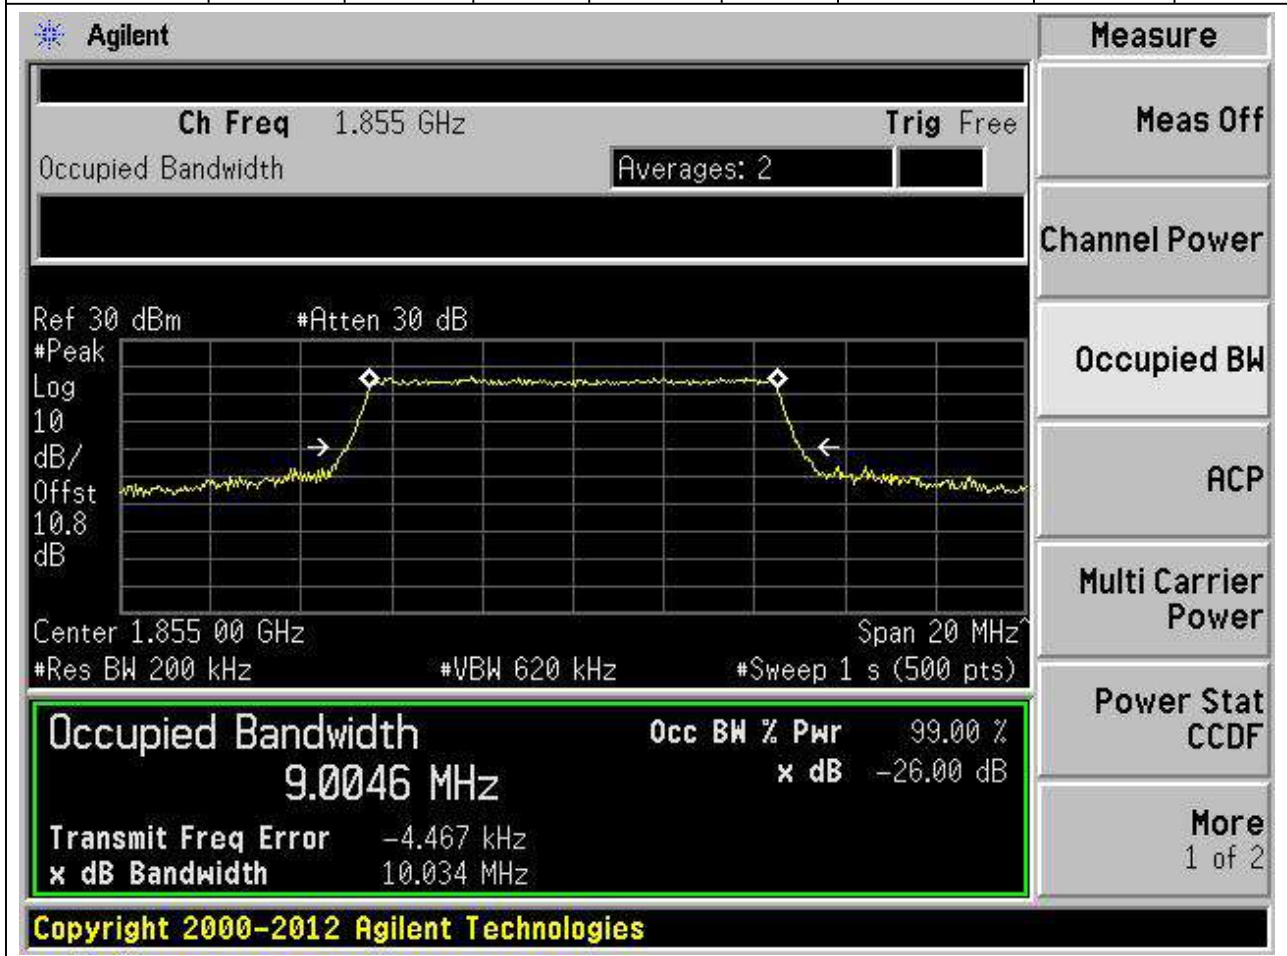 Agilent
Measure
Ch Freq 1.855 GHz Trig Free
Occupied Bandwidth Averages: 2
Meas Off
Channel Power
Occupied BW
ACP
Multi Carrier
Power
Power Stat
CCDF
More
1 of 2
Ref 30 dBm #Atten 30 dB
#Peak
Log
10
dB/
Offst
10.8
dB
Center 1.855 00 GHz Span 20 MHz^
#Res BW 200 kHz #VBW 620 kHz #Sweep 1 s (500 pts)
Occupied Bandwidth Occ BW % Pwr 99.00 %
9.0046 MHz x dB -26.00 dB
Transmit Freq Error -4.467 kHz
x dB Bandwidth 10.034 MHz
Copyright 2000-2012 Agilent Technologies